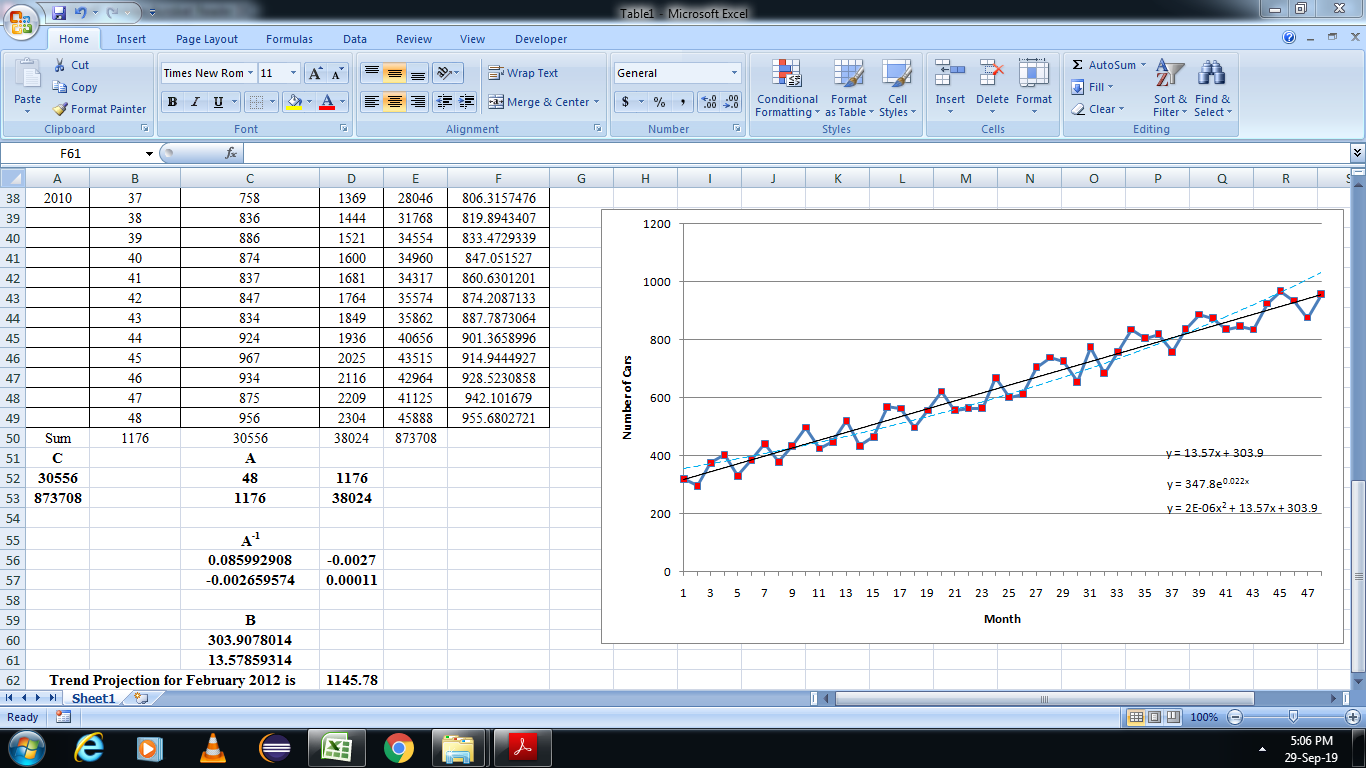 Table1 - Microsoft Excel
Home Insert Page Layout Formulas Data Review View Developer
Paste Cut Copy Format Painter Clipboard
Times New Rom 11 B I U A A A Font
Wrap Text Merge & Center Alignment
General $ % , .00 .0 Number
Conditional Formatting Format as Table Cell Styles Styles
Insert Delete Format Cells
Σ AutoSum Fill Clear Sort & Filter Find & Select Editing
F61 fx
A B C D E F G H I J K L M N O P Q R S
38 2010 37 758 1369 28046 806.3157476
39 38 836 1444 31768 819.8943407
40 39 886 1521 34554 833.4729339
41 40 874 1600 34960 847.051527
42 41 837 1681 34317 860.6301201
43 42 847 1764 35574 874.2087133
44 43 834 1849 35862 887.7873064
45 44 924 1936 40656 901.3658996
46 45 967 2025 43515 914.9444927
47 46 934 2116 42964 928.5230858
48 47 875 2209 41125 942.101679
49 48 956 2304 45888 955.6802721
50 Sum 1176 30556 38024 873708
51 C A
52 30556 48 1176
53 873708 1176 38024
54
55 A-1
56 0.085992908 -0.0027
57 -0.002659574 0.00011
58
59 B
60 303.9078014
61 13.57859314
62 Trend Projection for February 2012 is 1145.78
1200
1000
800
600
400
200
0
Number of Cars
y = 13.57x + 303.9
y = 347.8e0.022x
y = 2E-06x2 + 13.57x + 303.9
1 3 5 7 9 11 13 15 17 19 21 23 25 27 29 31 33 35 37 39 41 43 45 47
Month
Sheet1
Ready 100%
5:06 PM
29-Sep-19